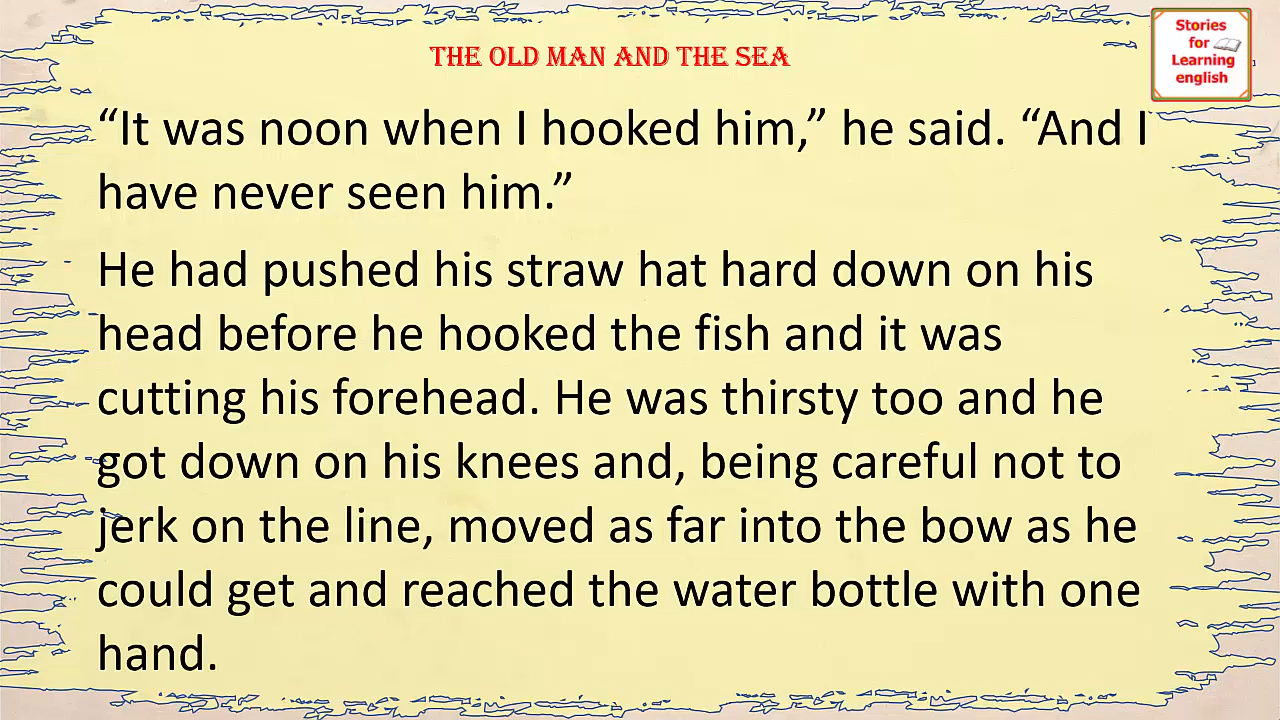 THE OLD MAN AND THE SEA
Stories
for
Learning
english
“It was noon when I hooked him,” he said. “And I
have never seen him.”
He had pushed his straw hat hard down on his
head before he hooked the fish and it was
cutting his forehead. He was thirsty too and he
got down on his knees and, being careful not to
jerk on the line, moved as far into the bow as he
could get and reached the water bottle with one
hand.